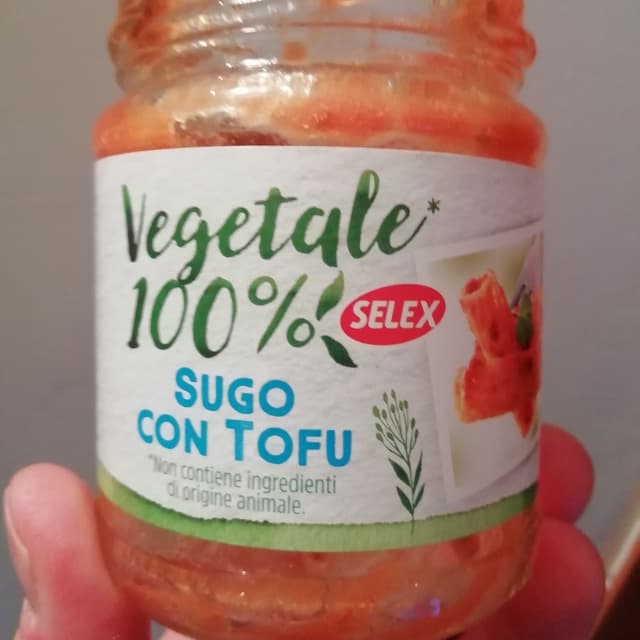 Vegetale*
100%
SELEX
SUGO
CON TOFU
*Non contiene ingredienti
di origine animale.